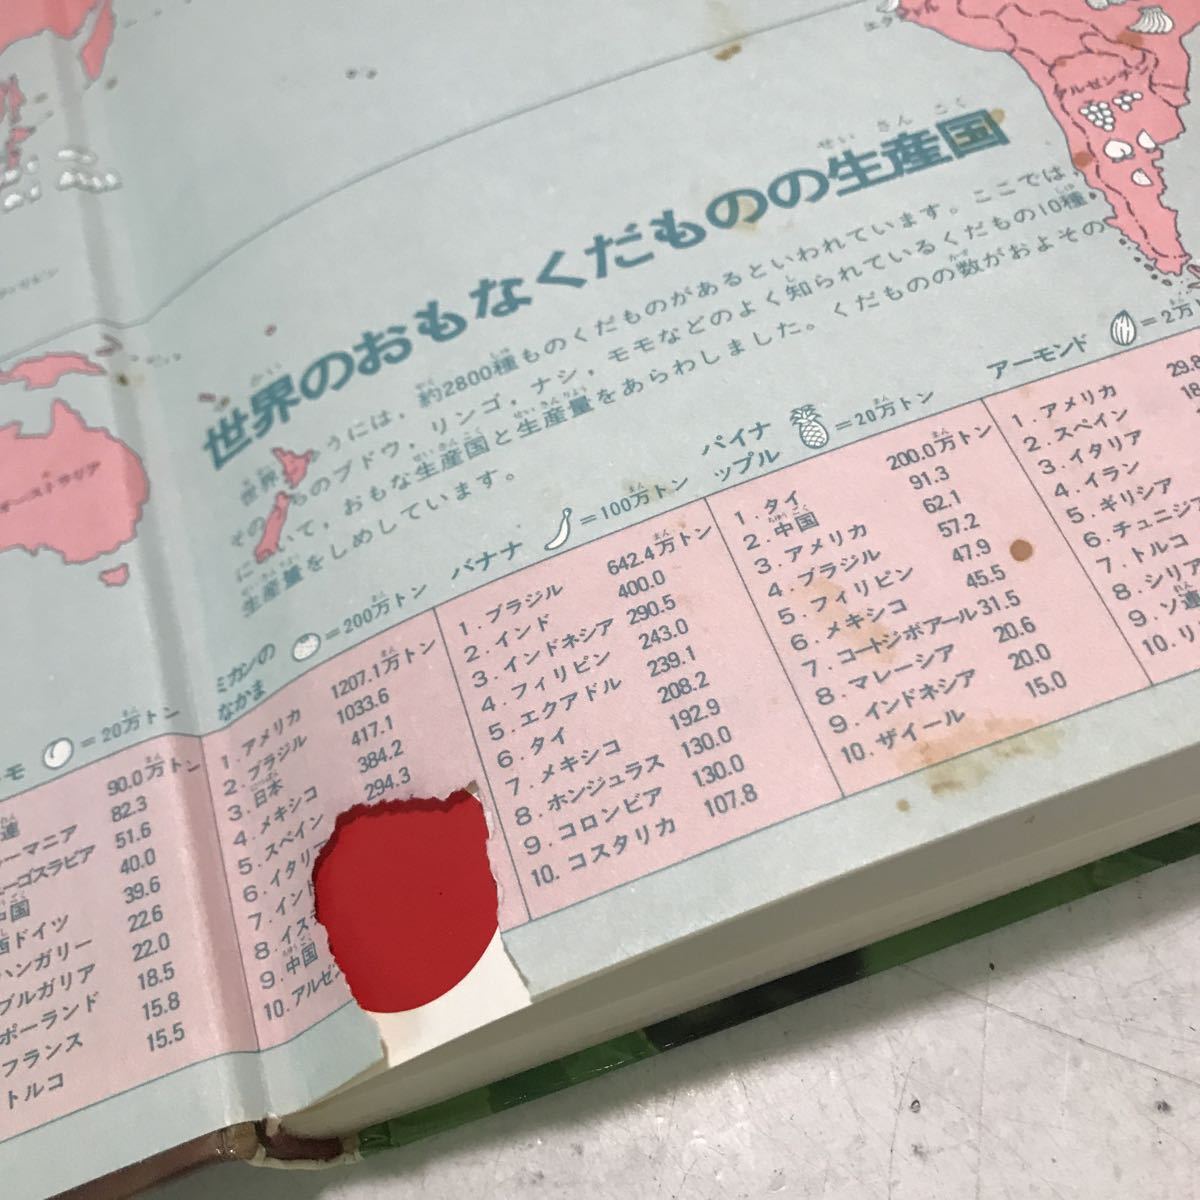 エクアドル
アルゼンチン
オーストラリア
世界のおもなくだものの生産国
世界じゅうには，約2800種ものくだものがあるといわれています。ここでは，
そのうちのブドウ，リンゴ，ナシ，モモなどのよく知られているくだもの10種
について，おもな生産国と生産量をあらわしました。くだものの数がおよその
生産量をしめしています。
モ =20万トン
連 90.0万トン
ーマニア 82.3
ユーゴスラビア 51.6
中国 40.0
西ドイツ 39.6
ハンガリー 22.6
ブルガリア 22.0
ポーランド 18.5
フランス 15.8
トルコ 15.5
ミカンのなかま =200万トン
1. アメリカ 1207.1万トン
2. ブラジル 1033.6
3. 日本 417.1
4. メキシコ 384.2
5. スペイン 294.3
6. イタリ
7. インド
8. イス
9. 中国
10. アルゼン
バナナ =100万トン
1. ブラジル 642.4万トン
2. インド 400.0
3. インドネシア 290.5
4. フィリピン 243.0
5. エクアドル 239.1
6. タイ 208.2
7. メキシコ 192.9
8. ホンジュラス 130.0
9. コロンビア 130.0
10. コスタリカ 107.8
パイナップル =20万トン
1. タイ 200.0万トン
2. 中国 91.3
3. アメリカ 62.1
4. ブラジル 57.2
5. フィリピン 47.9
6. メキシコ 45.5
7. コートジボアール 31.5
8. マレーシア 20.6
9. インドネシア 20.0
10. ザイール 15.0
アーモンド =2万
1. アメリカ 29.8
2. スペイン 18
3. イタリア
4. イラン
5. ギリシア
6. チュニジア
7. トルコ
8. シリア
9. ソ連
10. リ